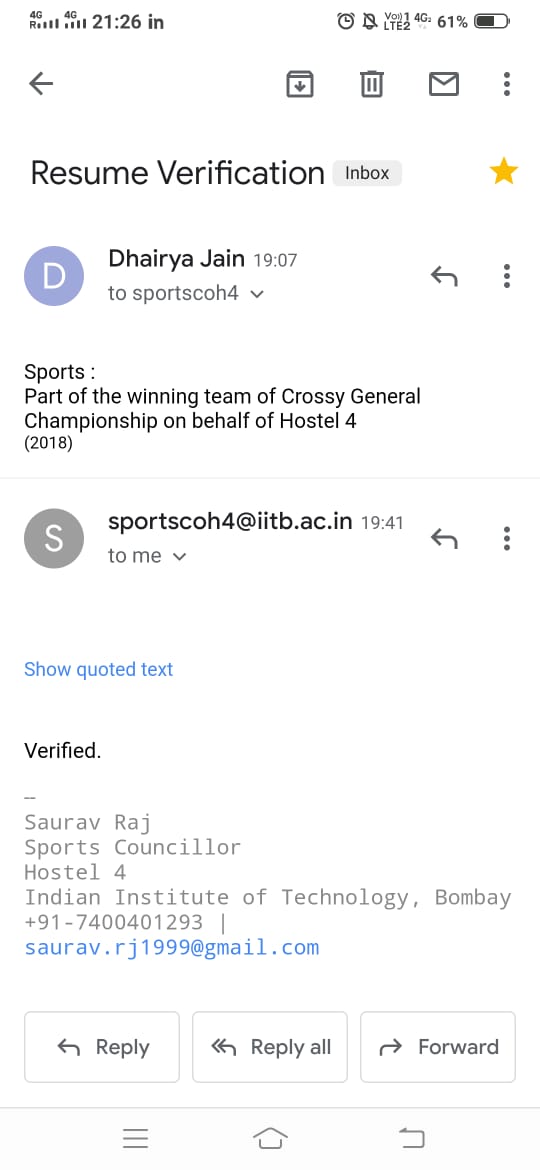 4G R 4G 21:26 in VoI) 1 4G LTE2 61%
Resume Verification Inbox
D
Dhairya Jain 19:07
to sportscoh4
Sports :
Part of the winning team of Crossy General
Championship on behalf of Hostel 4
(2018)
S
sportscoh4@iitb.ac.in 19:41
to me
Show quoted text
Verified.
--
Saurav Raj
Sports Councillor
Hostel 4
Indian Institute of Technology, Bombay
+91-7400401293 |
saurav.rj1999@gmail.com
Reply Reply all Forward